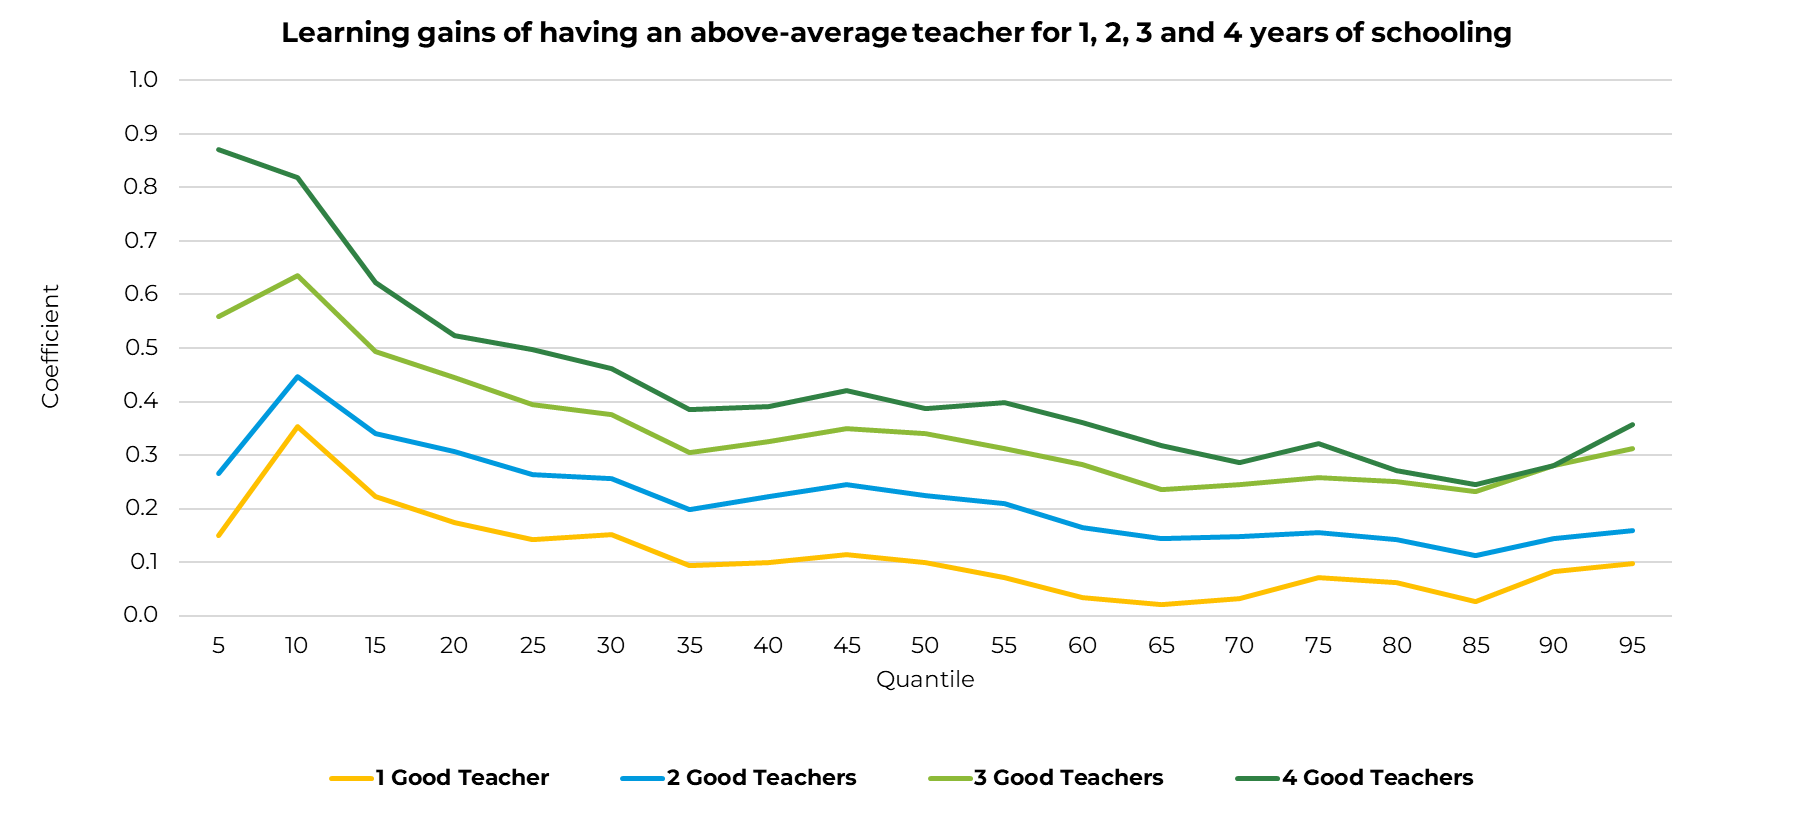 Learning gains of having an above-average teacher for 1, 2, 3 and 4 years of schooling
1.0
0.9
0.8
0.7
0.6
0.5
0.4
0.3
0.2
0.1
0.0
Coefficient
5 10 15 20 25 30 35 40 45 50 55 60 65 70 75 80 85 90 95
Quantile
1 Good Teacher 2 Good Teachers 3 Good Teachers 4 Good Teachers